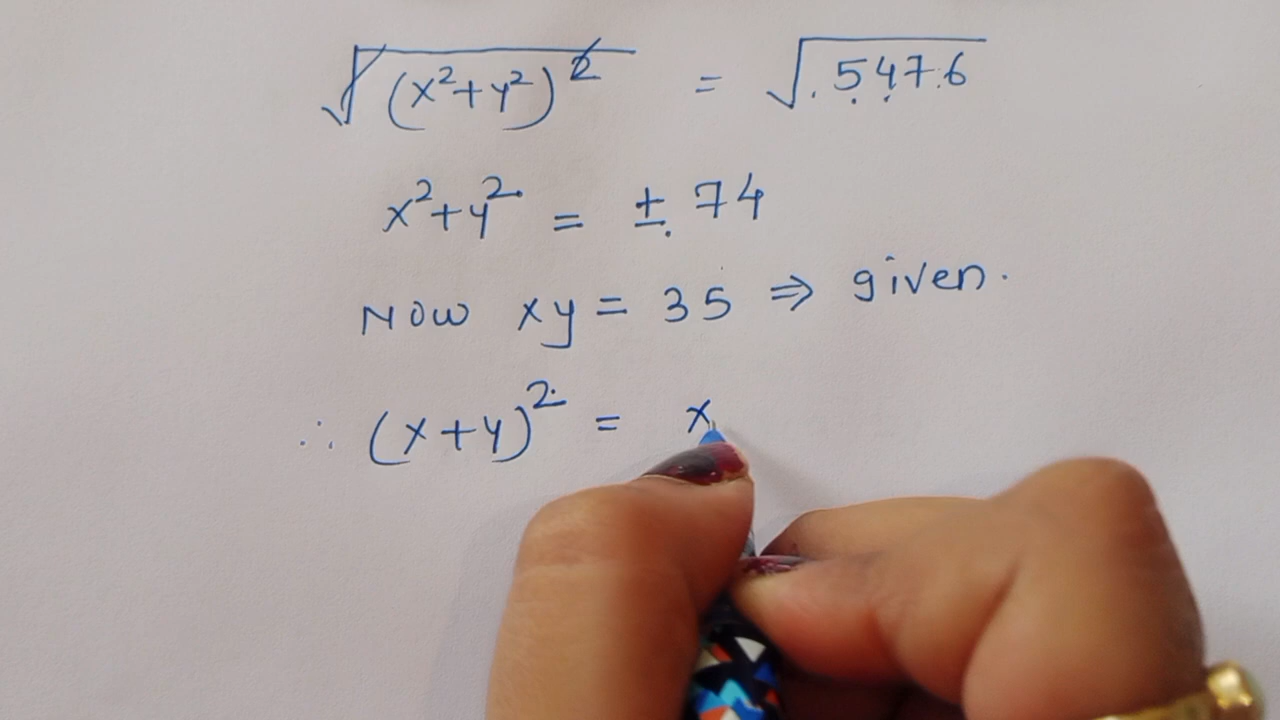 √(x²+y²)² = √5476
x²+y² = ± 74
Now xy = 35 ⇒ given.
∴ (x+y)² = x